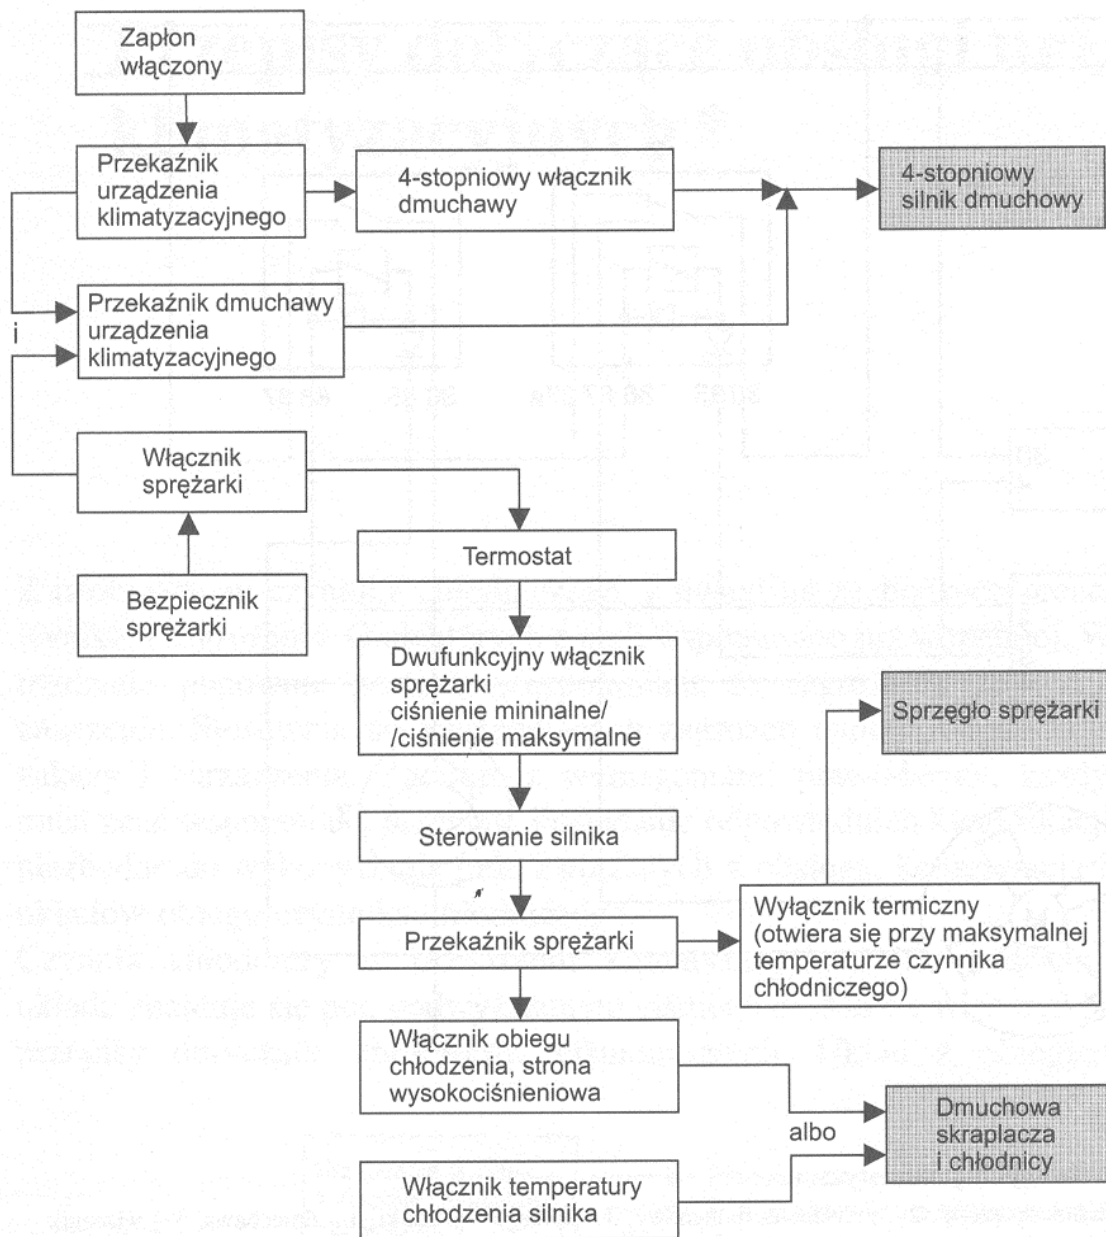 Zapłon
włączony
Przekaźnik
urządzenia
klimatyzacyjnego
4-stopniowy włącznik
dmuchawy
4-stopniowy
silnik dmuchowy
Przekaźnik dmuchawy
urządzenia
klimatyzacyjnego
i
Włącznik
sprężarki
Termostat
Bezpiecznik
sprężarki
Dwufunkcyjny włącznik
sprężarki
ciśnienie mininalne/
/ciśnienie maksymalne
Sprzęgło sprężarki
Sterowanie silnika
Przekaźnik sprężarki
Wyłącznik termiczny
(otwiera się przy maksymalnej
temperaturze czynnika
chłodniczego)
Włącznik obiegu
chłodzenia, strona
wysokociśnieniowa
albo
Dmuchowa
skraplacza
i chłodnicy
Włącznik temperatury
chłodzenia silnika